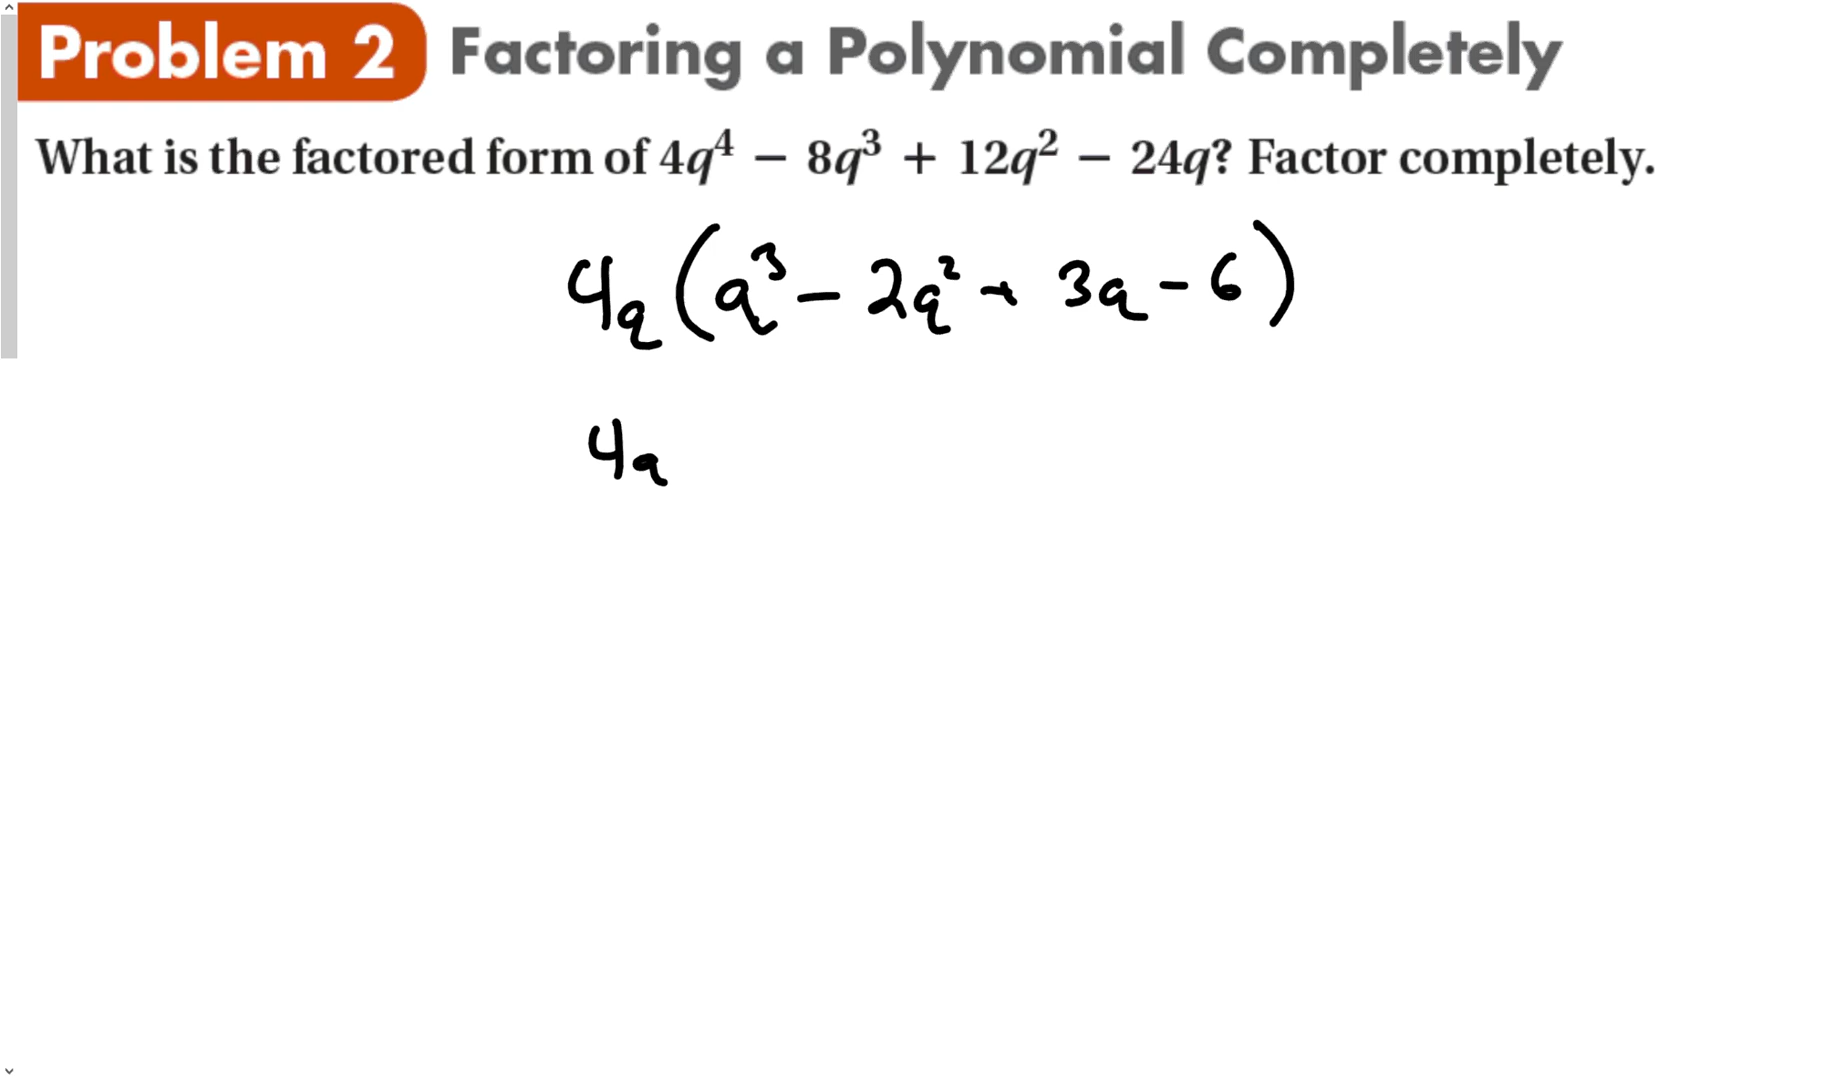 Problem 2 Factoring a Polynomial Completely
What is the factored form of 4q⁴ − 8q³ + 12q² − 24q? Factor completely.
4q(q³ − 2q² + 3q − 6)
4q